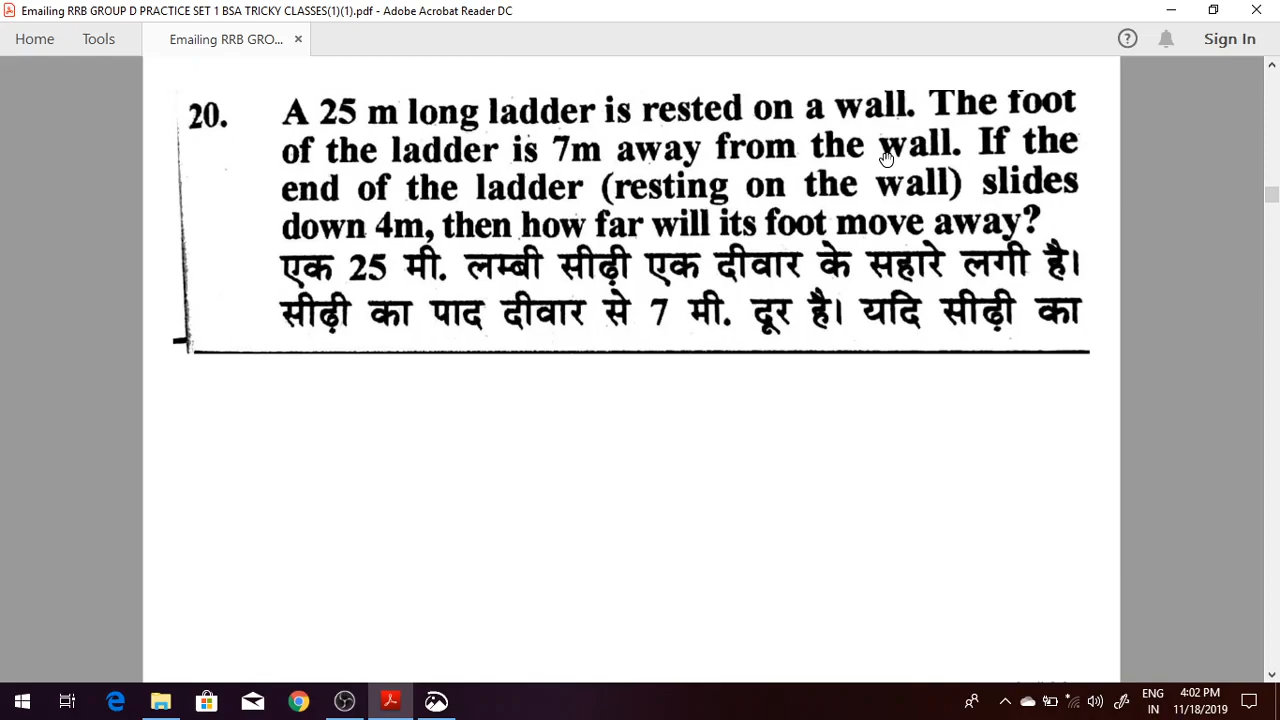 Emailing RRB GROUP D PRACTICE SET 1 BSA TRICKY CLASSES(1)(1).pdf - Adobe Acrobat Reader DC
Home Tools Emailing RRB GRO... × Sign In
20. A 25 m long ladder is rested on a wall. The foot
of the ladder is 7m away from the wall. If the
end of the ladder (resting on the wall) slides
down 4m, then how far will its foot move away?
एक 25 मी. लम्बी सीढ़ी एक दीवार के सहारे लगी है।
सीढ़ी का पाद दीवार से 7 मी. दूर है। यदि सीढ़ी का
ENG 4:02 PM
IN 11/18/2019